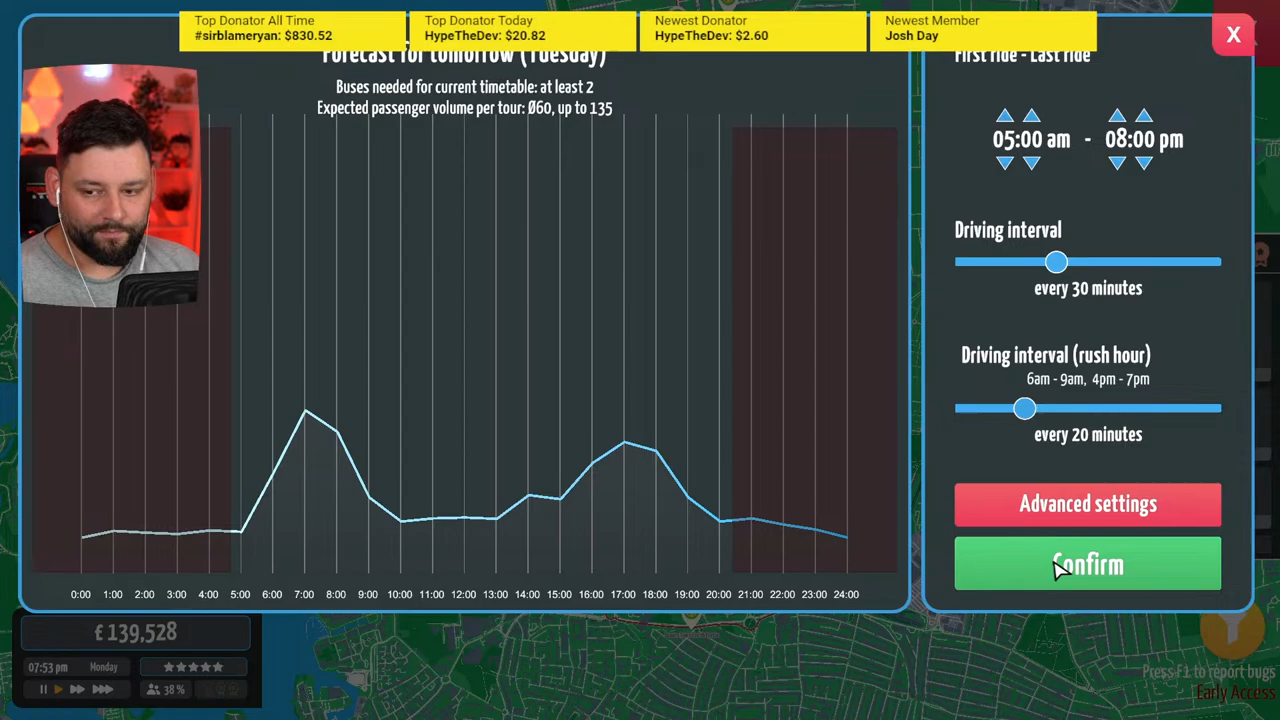 Top Donator All Time
#sirblameryan: $830.52
Top Donator Today
HypeTheDev: $20.82
Newest Donator
HypeTheDev: $2.60
Newest Member
Josh Day
X
Forecast for tomorrow (Tuesday)
Buses needed for current timetable: at least 2
Expected passenger volume per tour: Ø60, up to 135
0:00 1:00 2:00 3:00 4:00 5:00 6:00 7:00 8:00 9:00 10:00 11:00 12:00 13:00 14:00 15:00 16:00 17:00 18:00 19:00 20:00 21:00 22:00 23:00 24:00
First ride - Last ride
05:00 am - 08:00 pm
Driving interval
every 30 minutes
Driving interval (rush hour)
6am - 9am, 4pm - 7pm
every 20 minutes
Advanced settings
Confirm
£ 139,528
07:53 pm Monday
38 %
Press F1 to report bugs
Early Access